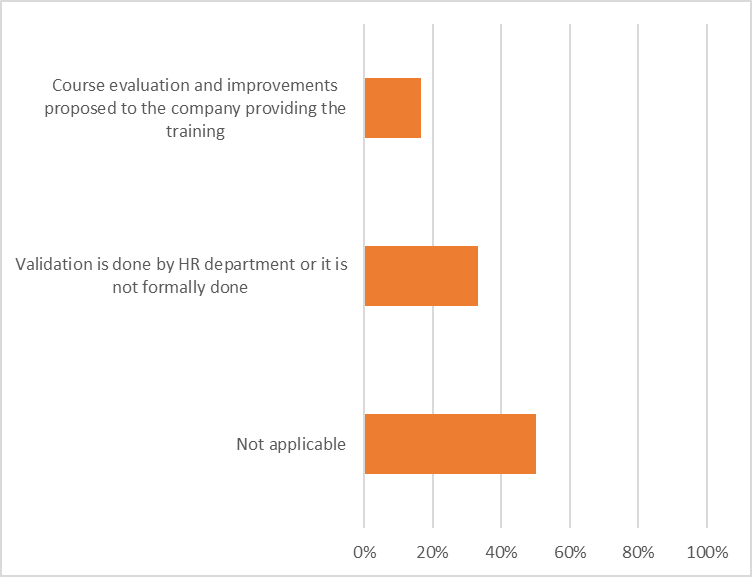 Course evaluation and improvements
proposed to the company providing the
training
Validation is done by HR department or it is
not formally done
Not applicable
0% 20% 40% 60% 80% 100%